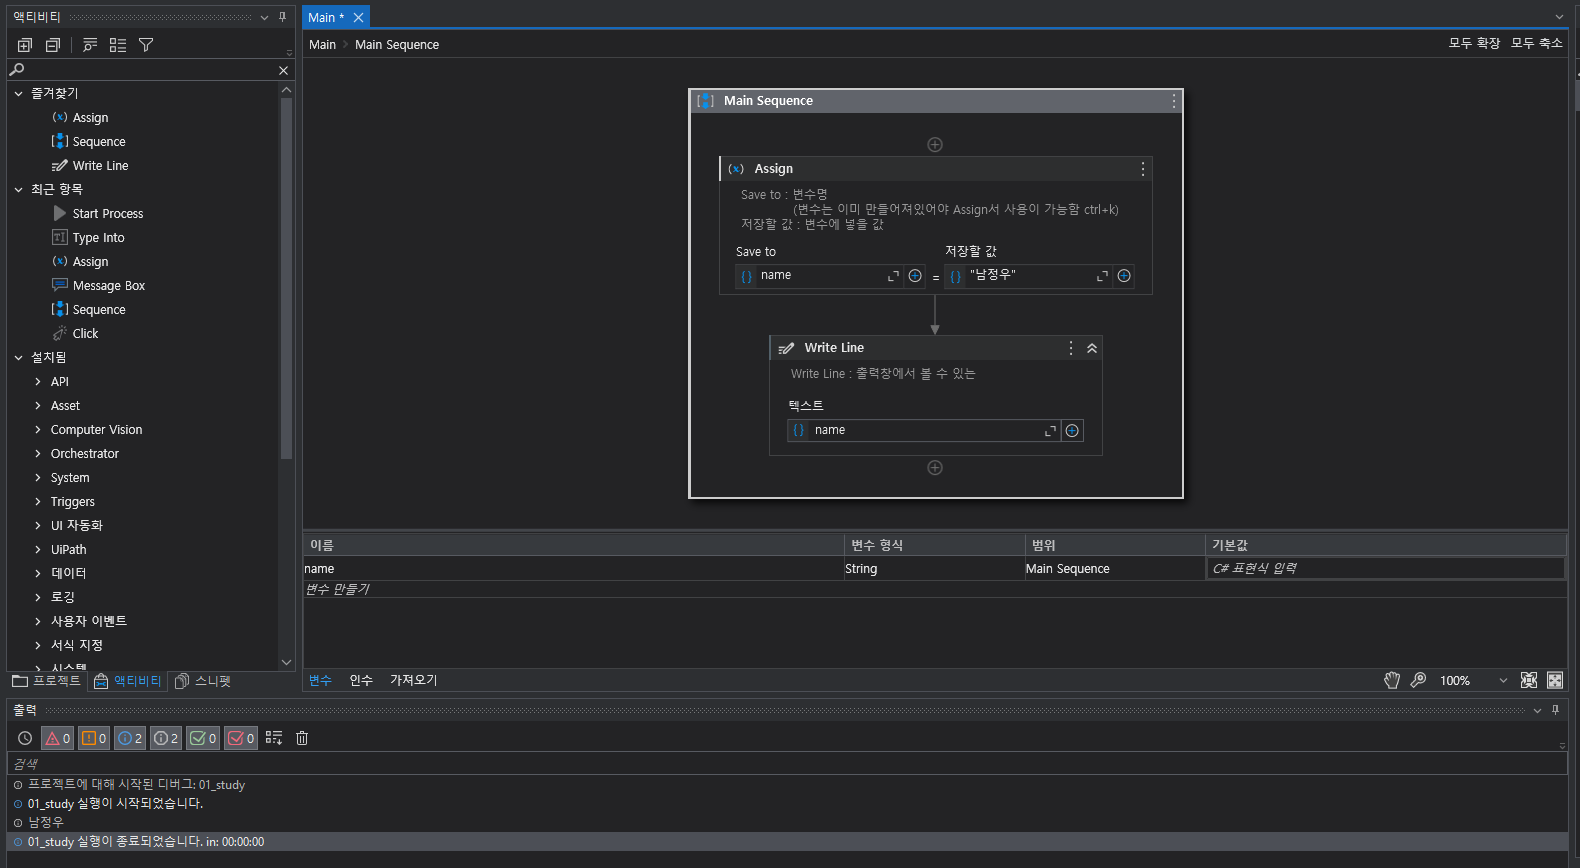 액티비티
즐겨찾기
Assign
Sequence
Write Line
최근 항목
Start Process
Type Into
Assign
Message Box
Sequence
Click
설치됨
API
Asset
Computer Vision
Orchestrator
System
Triggers
UI 자동화
UiPath
데이터
로깅
사용자 이벤트
서식 지정
시스템
프로젝트 액티비티 스니펫
Main *
Main > Main Sequence
모두 확장 모두 축소
Main Sequence
Assign
Save to : 변수명
(변수는 이미 만들어져있어야 Assign서 사용이 가능함 ctrl+k)
저장할 값 : 변수에 넣을 값
Save to 저장할 값
name = "남정우"
Write Line
Write Line : 출력창에서 볼 수 있는
텍스트
name
이름 변수 형식 범위 기본값
name String Main Sequence C# 표현식 입력
변수 만들기
변수 인수 가져오기 100%
출력
0 0 2 2 0 0
검색
프로젝트에 대해 시작된 디버그: 01_study
01_study 실행이 시작되었습니다.
남정우
01_study 실행이 종료되었습니다. in: 00:00:00